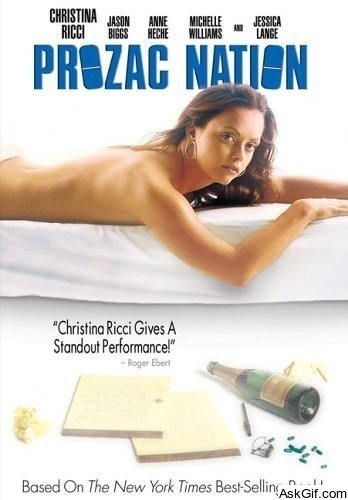 CHRISTINA RICCI JASON BIGGS ANNE HECHE MICHELLE WILLIAMS AND JESSICA LANGE
PROZAC NATION
"Christina Ricci Gives A
Standout Performance!"
– Roger Ebert
Based On The New York Times Best-Selling Book!
AskGif.com